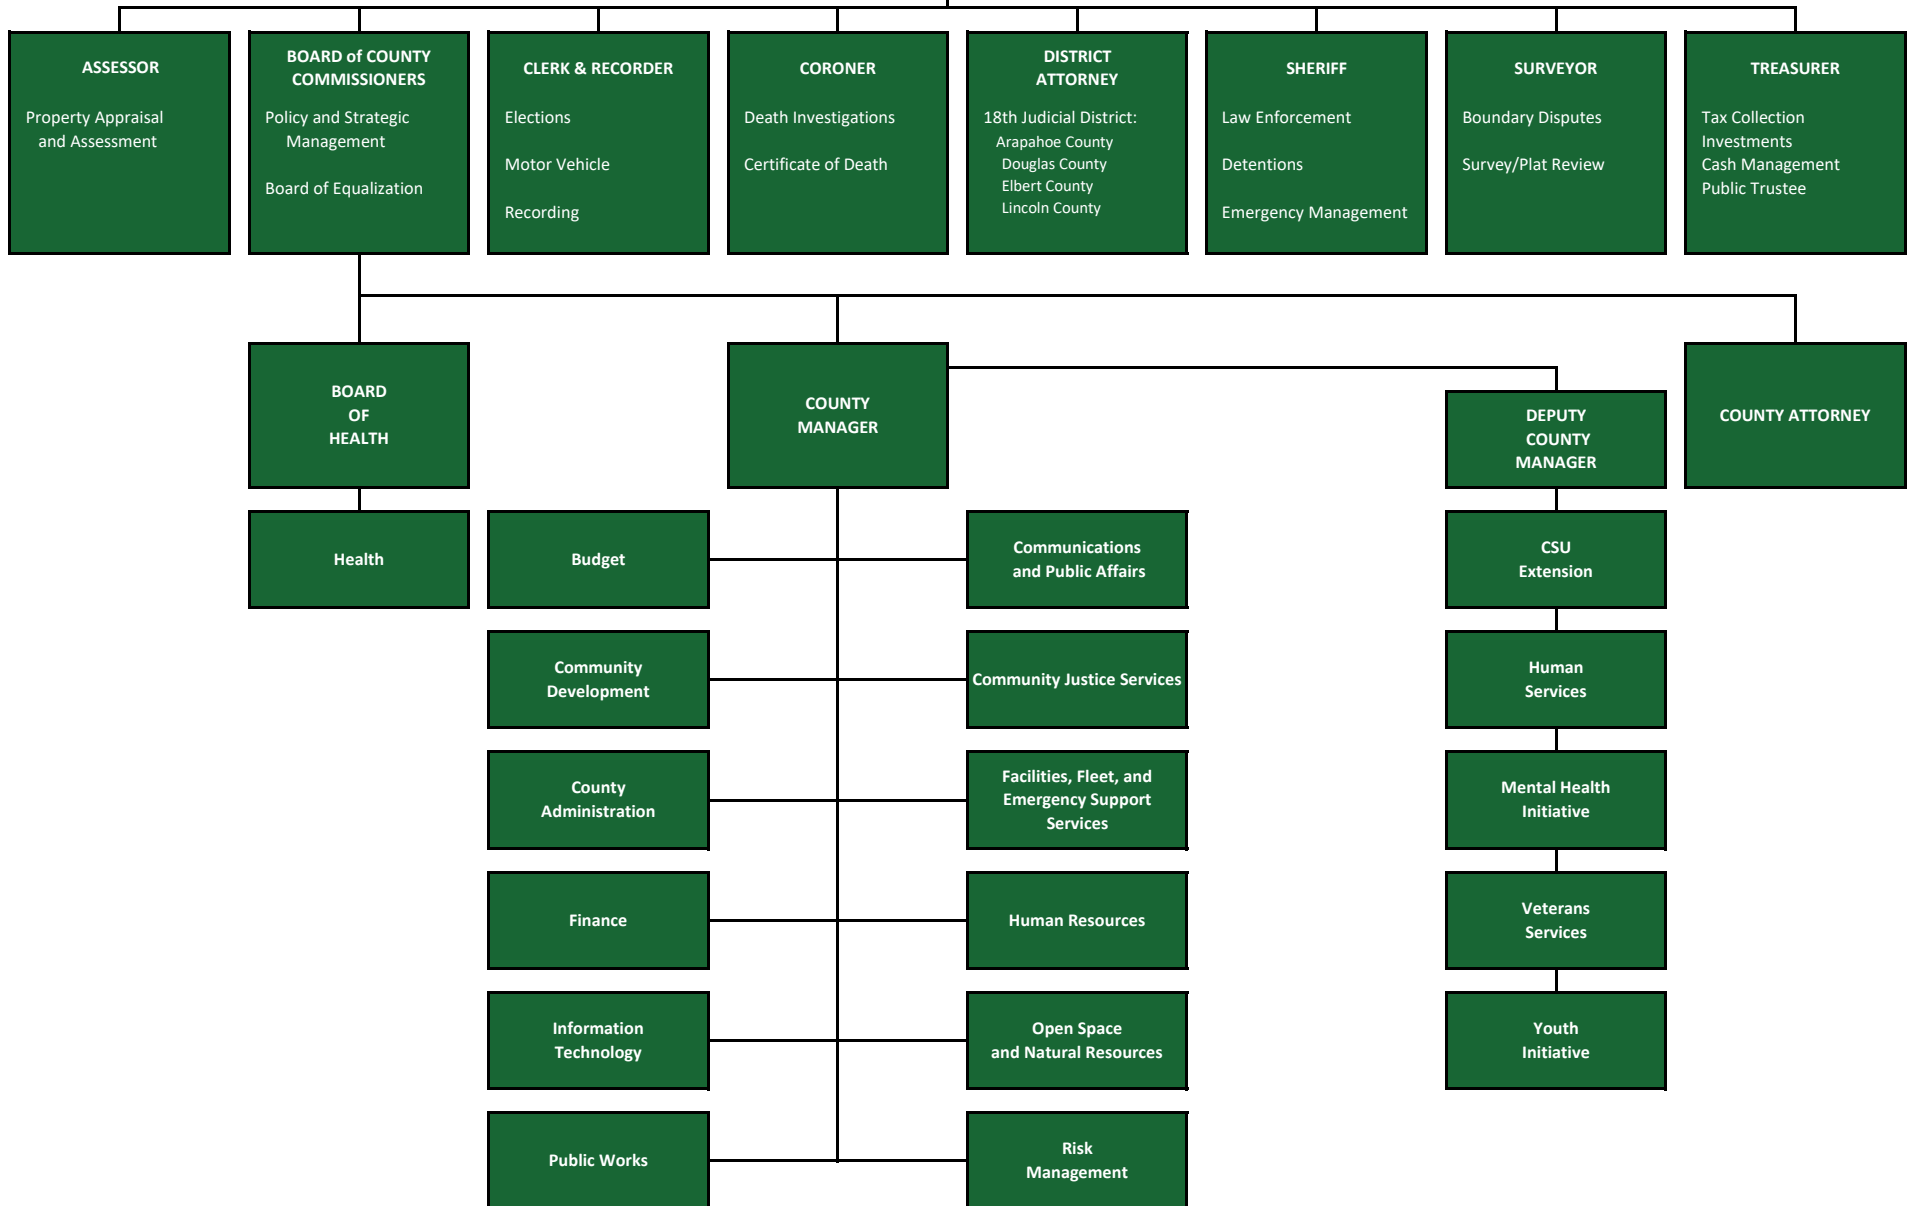 ASSESSOR
Property Appraisal
and Assessment
BOARD of COUNTY
COMMISSIONERS
Policy and Strategic
Management
Board of Equalization
CLERK & RECORDER
Elections
Motor Vehicle
Recording
CORONER
Death Investigations
Certificate of Death
DISTRICT
ATTORNEY
18th Judicial District:
Arapahoe County
Douglas County
Elbert County
Lincoln County
SHERIFF
Law Enforcement
Detentions
Emergency Management
SURVEYOR
Boundary Disputes
Survey/Plat Review
TREASURER
Tax Collection
Investments
Cash Management
Public Trustee
BOARD
OF
HEALTH
COUNTY
MANAGER
DEPUTY
COUNTY
MANAGER
COUNTY ATTORNEY
Health
Budget
Communications
and Public Affairs
CSU
Extension
Community
Development
Community Justice Services
Human
Services
County
Administration
Facilities, Fleet, and
Emergency Support
Services
Mental Health
Initiative
Finance
Human Resources
Veterans
Services
Information
Technology
Open Space
and Natural Resources
Youth
Initiative
Public Works
Risk
Management